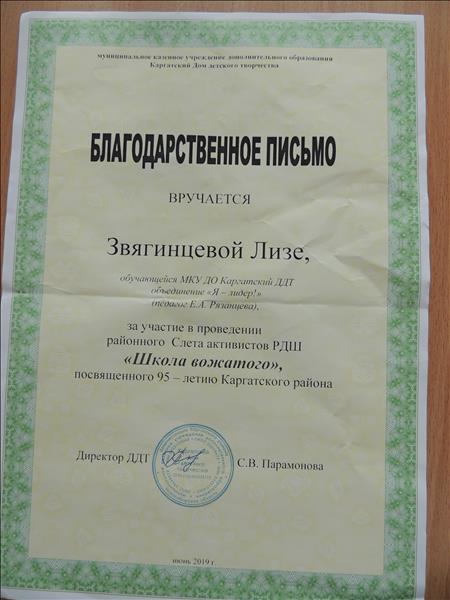 муниципальное казенное учреждение дополнительного образования
Каргатский Дом детского творчества
БЛАГОДАРСТВЕННОЕ ПИСЬМО
ВРУЧАЕТСЯ
Звягинцевой Лизе,
обучающейся МКУ ДО Каргатский ДДТ
объединение «Я – лидер!»
(педагог Е.А. Рязанцева),
за участие в проведении
районного Слета активистов РДШ
«Школа вожатого»,
посвященного 95 – летию Каргатского района
Директор ДДТ С.В. Парамонова
июнь 2019 г